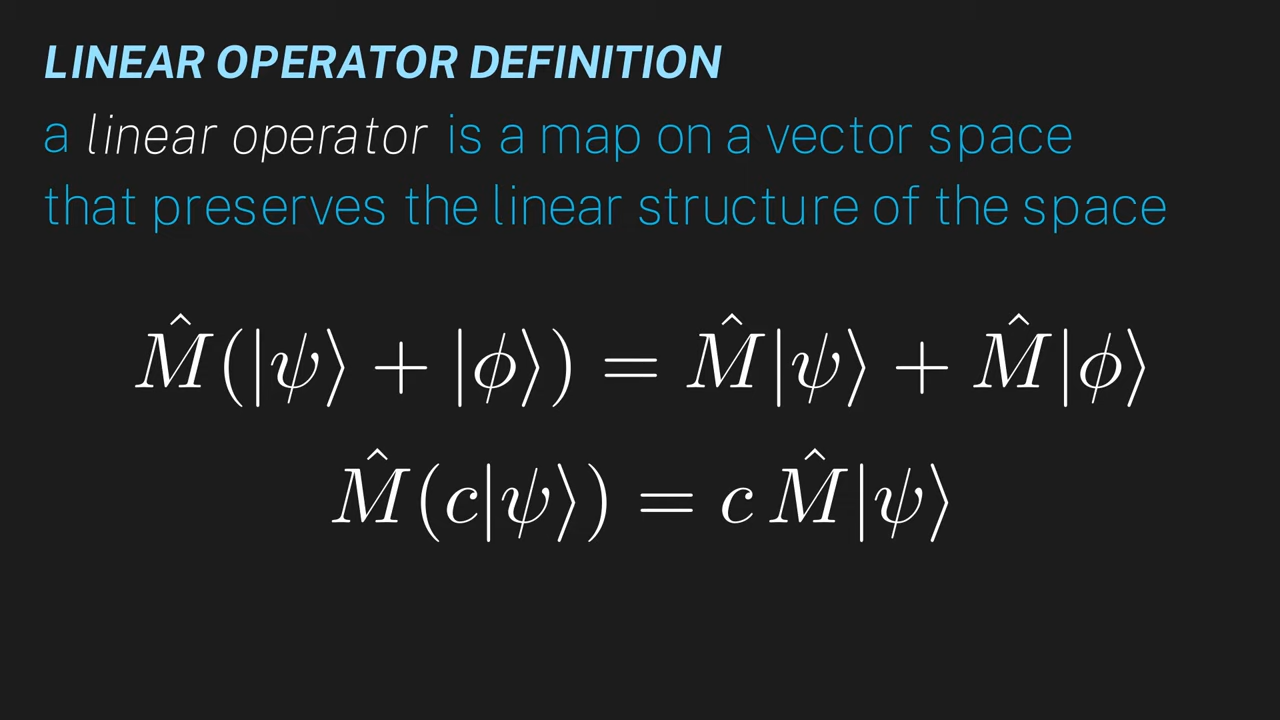 LINEAR OPERATOR DEFINITION
a linear operator is a map on a vector space
that preserves the linear structure of the space
M̂(|ψ⟩ + |ϕ⟩) = M̂|ψ⟩ + M̂|ϕ⟩
M̂(c|ψ⟩) = c M̂|ψ⟩